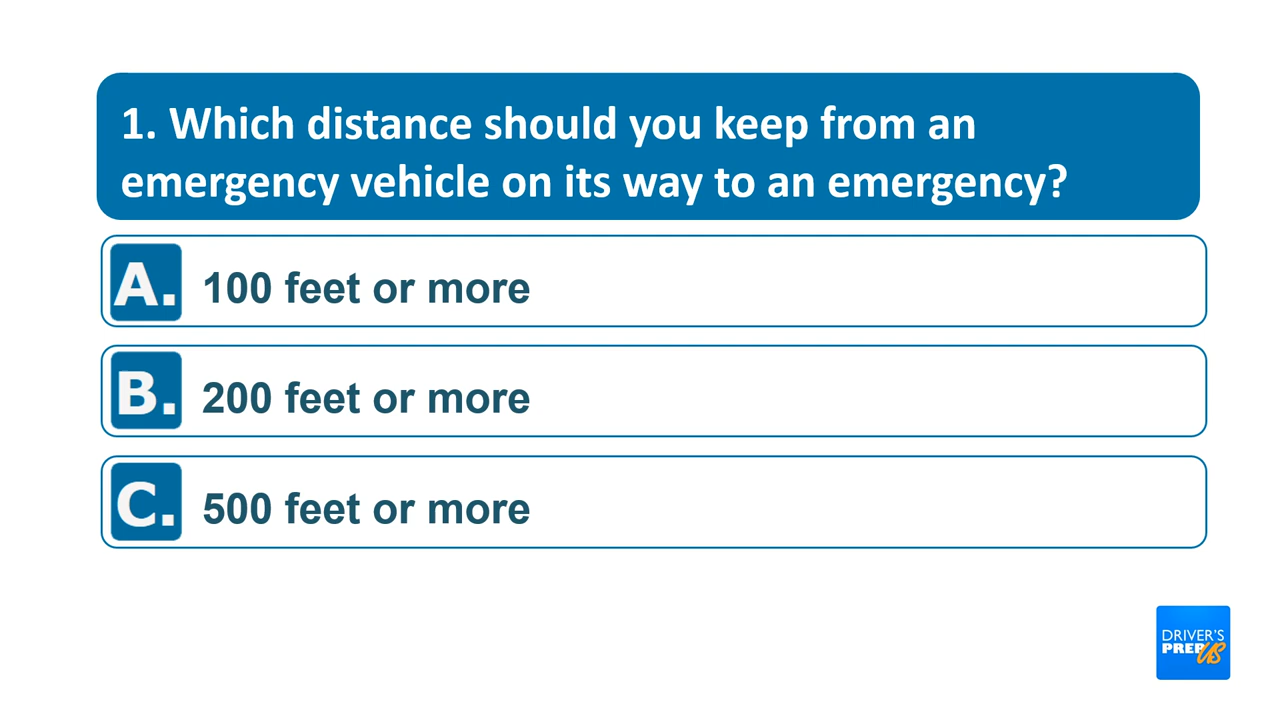 1. Which distance should you keep from an
emergency vehicle on its way to an emergency?
A. 100 feet or more
B. 200 feet or more
C. 500 feet or more
DRIVER'S
PREP US